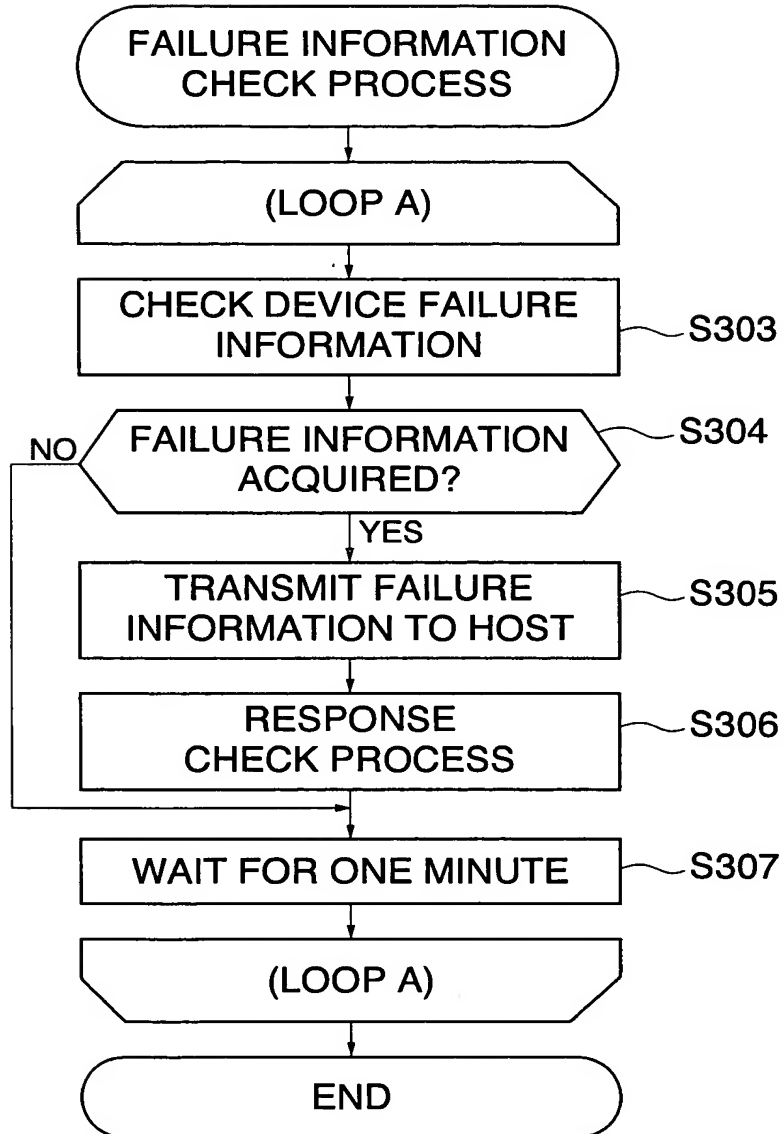 FAILURE INFORMATION
CHECK PROCESS
(LOOP A)
CHECK DEVICE FAILURE
INFORMATION
S303
FAILURE INFORMATION
ACQUIRED?
S304
NO
YES
TRANSMIT FAILURE
INFORMATION TO HOST
S305
RESPONSE
CHECK PROCESS
S306
WAIT FOR ONE MINUTE
S307
(LOOP A)
END